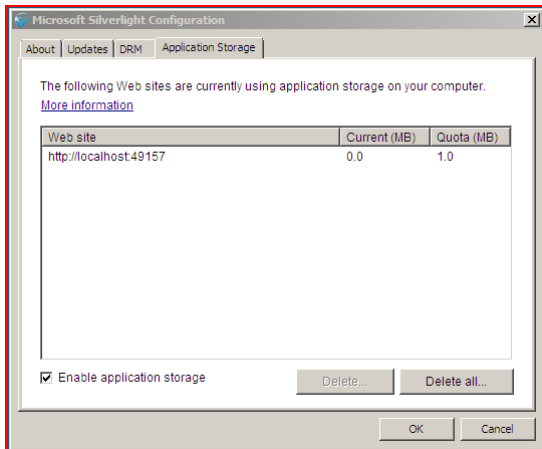 Microsoft Silverlight Configuration
About Updates DRM Application Storage
The following Web sites are currently using application storage on your computer.
More information
Web site Current (MB) Quota (MB)
http://localhost:49157 0.0 1.0
Enable application storage Delete... Delete all...
OK Cancel